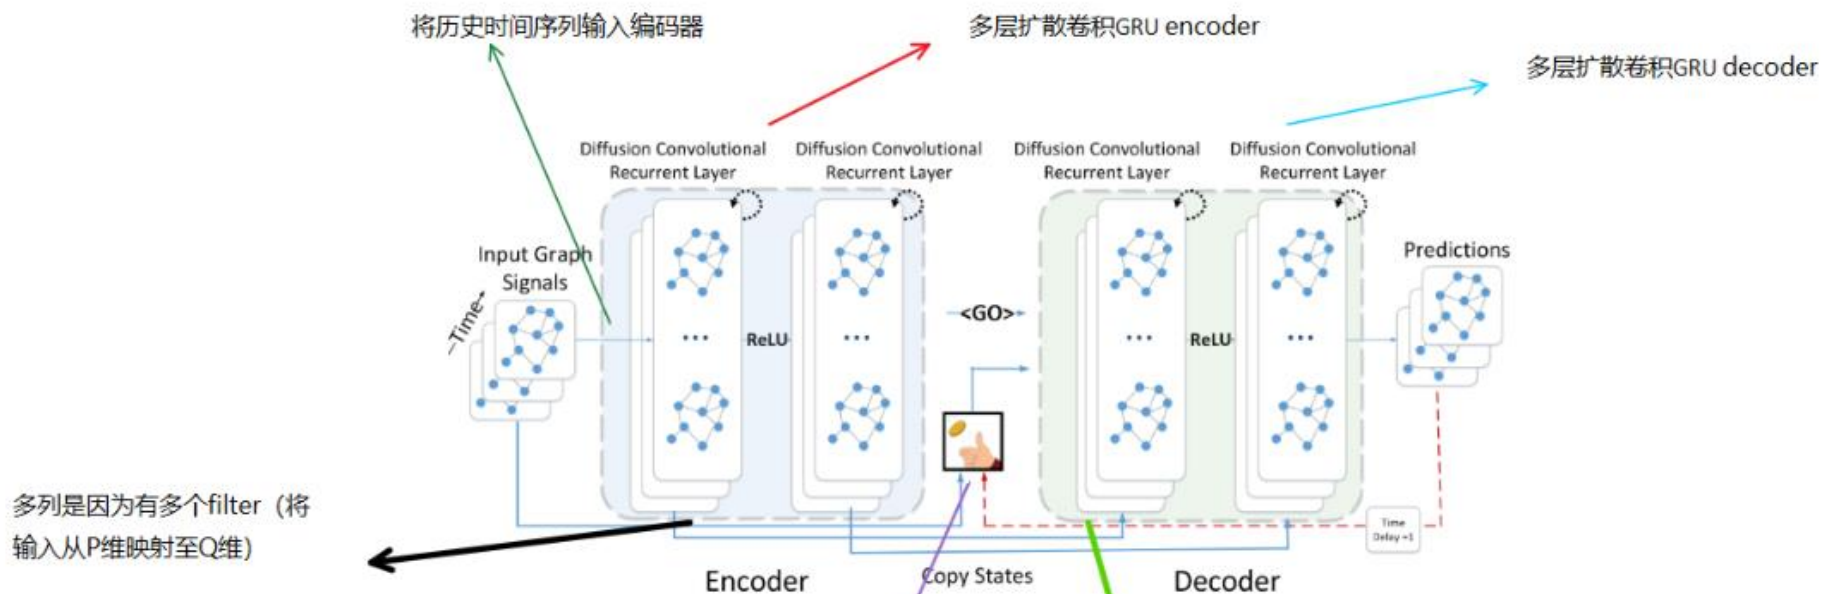 将历史时间序列输入编码器
多层扩散卷积GRU encoder
多层扩散卷积GRU decoder
Diffusion Convolutional
Recurrent Layer
Diffusion Convolutional
Recurrent Layer
Diffusion Convolutional
Recurrent Layer
Diffusion Convolutional
Recurrent Layer
Input Graph
Signals
Time
Predictions
<GO>
...
ReLU
...
...
ReLU
...
多列是因为有多个filter（将
输入从P维映射至Q维）
Time
Delay =1
Encoder
Copy States
Decoder